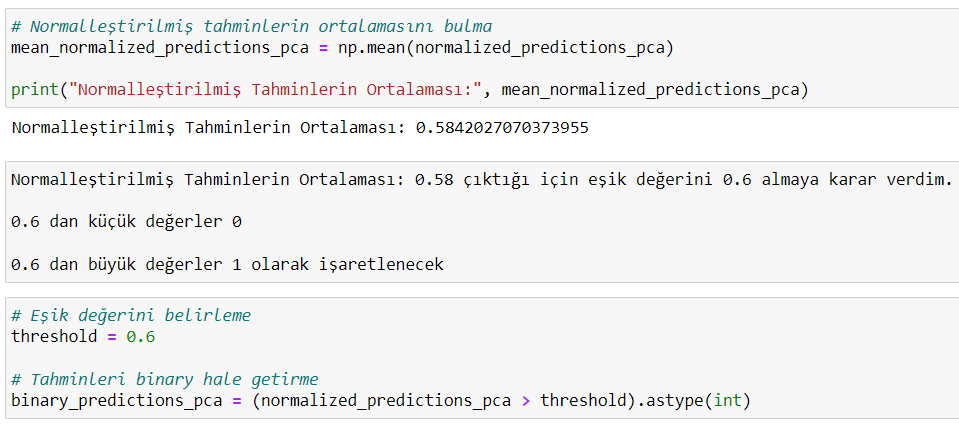 # Normalleştirilmiş tahminlerin ortalamasını bulma
mean_normalized_predictions_pca = np.mean(normalized_predictions_pca)
print("Normalleştirilmiş Tahminlerin Ortalaması:", mean_normalized_predictions_pca)
Normalleştirilmiş Tahminlerin Ortalaması: 0.5842027070373955
Normalleştirilmiş Tahminlerin Ortalaması: 0.58 çıktığı için eşik değerini 0.6 almaya karar verdim.
0.6 dan küçük değerler 0
0.6 dan büyük değerler 1 olarak işaretlenecek
# Eşik değerini belirleme
threshold = 0.6
# Tahminleri binary hale getirme
binary_predictions_pca = (normalized_predictions_pca > threshold).astype(int)